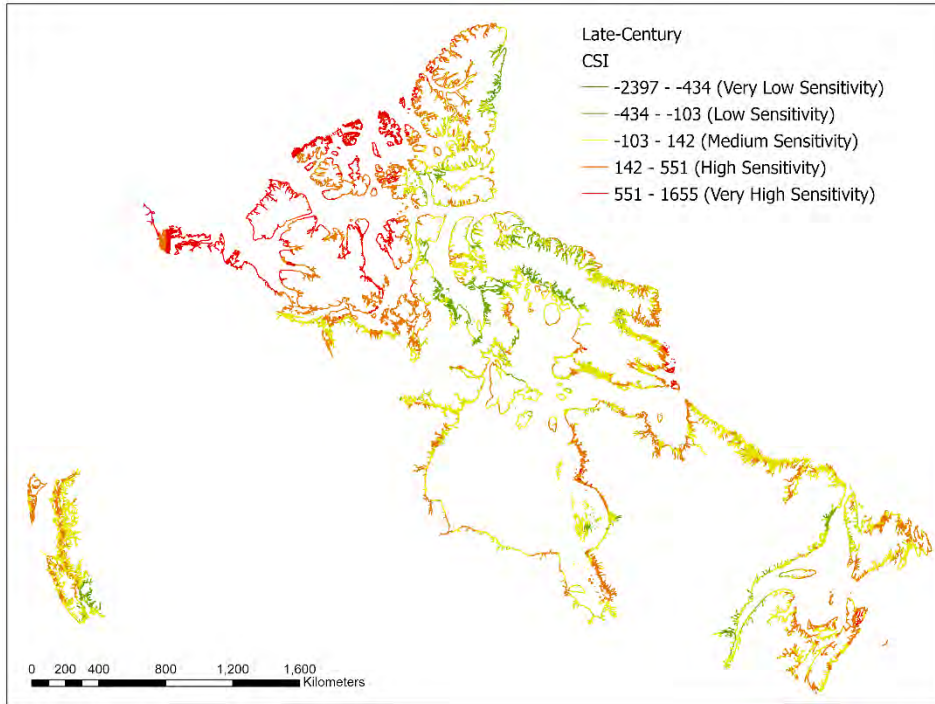 Late-Century
CSI
-2397 - -434 (Very Low Sensitivity)
-434 - -103 (Low Sensitivity)
-103 - 142 (Medium Sensitivity)
142 - 551 (High Sensitivity)
551 - 1655 (Very High Sensitivity)
0 200 400 800 1,200 1,600
Kilometers